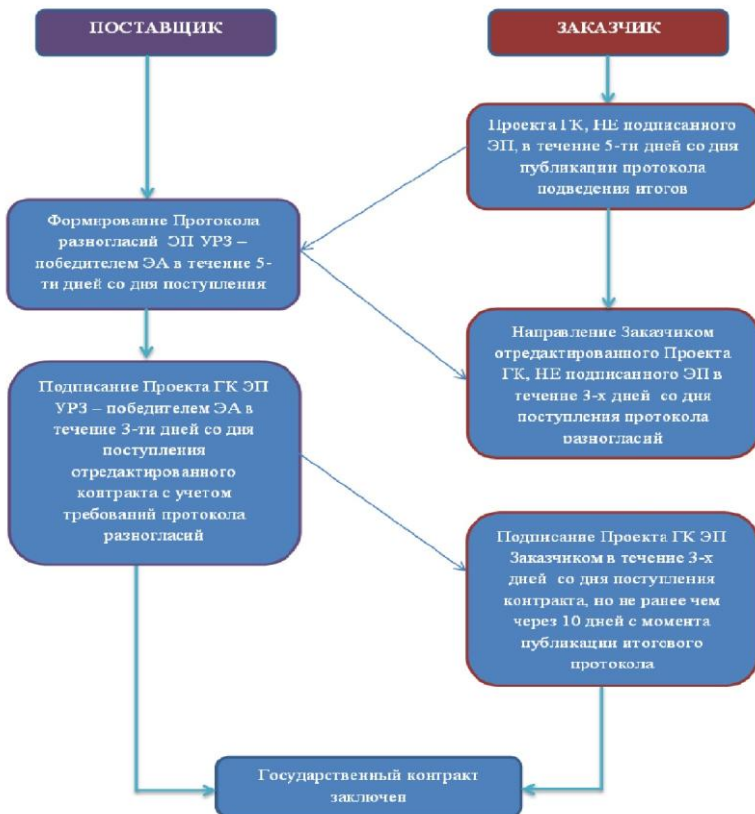 ПОСТАВЩИК
ЗАКАЗЧИК
Проекта ГК, НЕ подписанного
ЭП, в течение 5-ти дней со дня
публикации протокола
подведения итогов
Формирование Протокола
разногласий ЭП УРЗ –
победителем ЭА в течение 5-
ти дней со дня поступления
Направление Заказчиком
отредактированного Проекта
ГК, НЕ подписанного ЭП в
течение 3-х дней со дня
поступления протокола
разногласий
Подписание Проекта ГК ЭП
УРЗ – победителем ЭА в
течение 3-ти дней со дня
поступления
отредактированного
контракта с учетом
требований протокола
разногласий
Подписание Проекта ГК ЭП
Заказчиком в течение 3-х
дней со дня поступления
контракта, но не ранее чем
через 10 дней с момента
публикации итогового
протокола
Государственный контракт
заключен